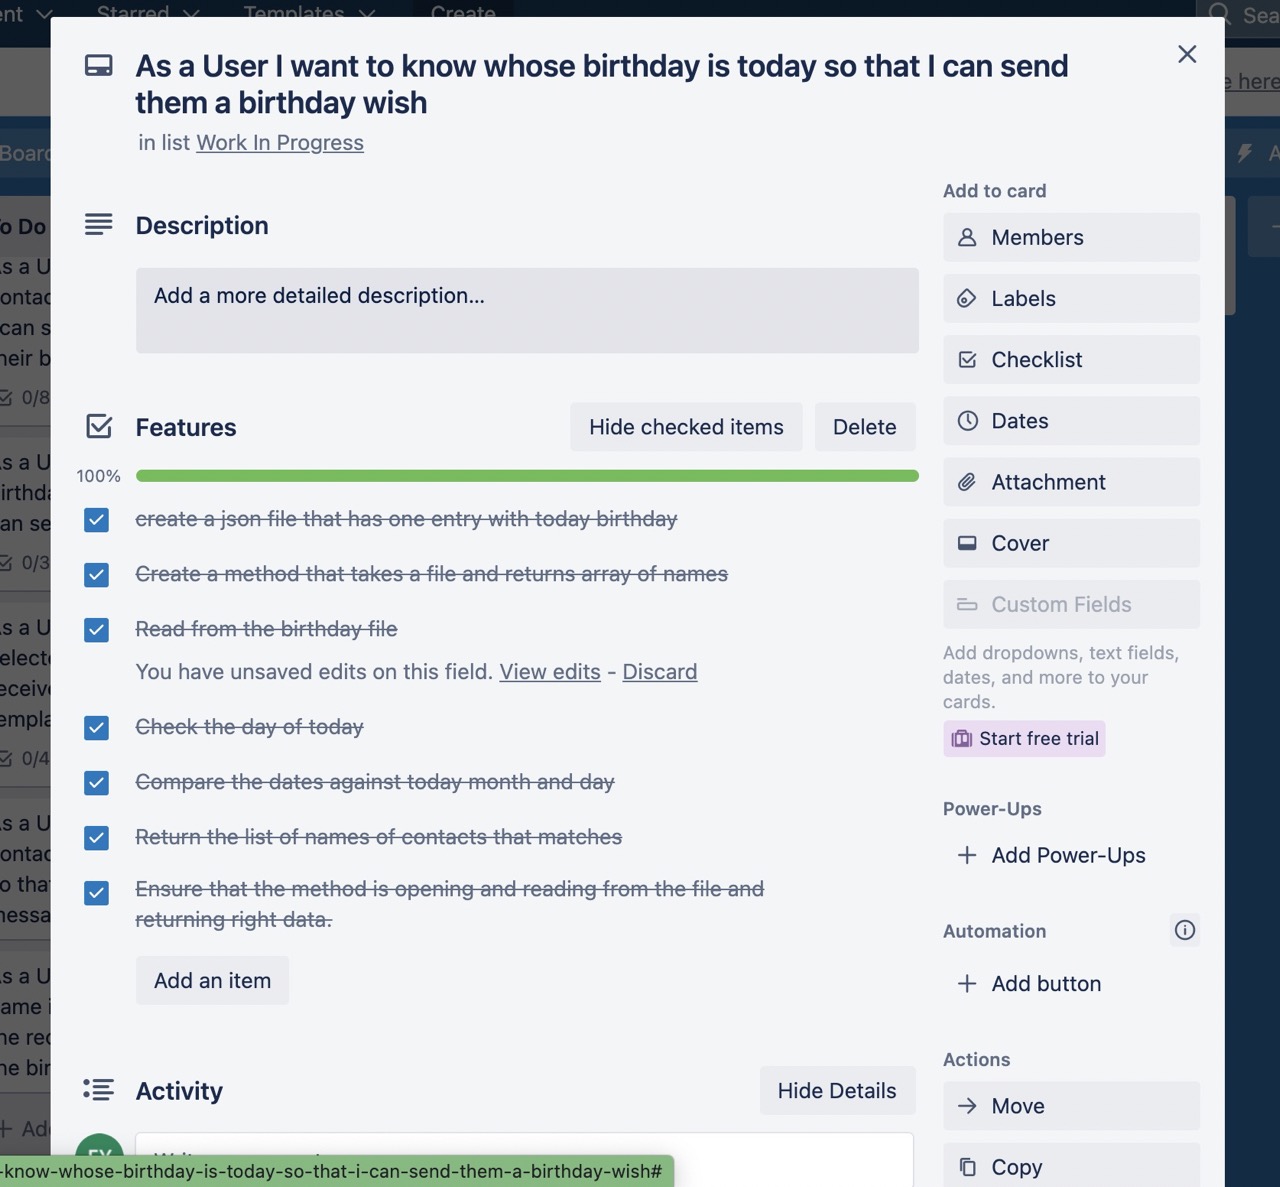 ent
Starred
Templates
Create
Sea
As a User I want to know whose birthday is today so that I can send
them a birthday wish
in list Work In Progress
e here
Board
A
Add to card
Members
Labels
Checklist
Dates
Attachment
Cover
Custom Fields
Add dropdowns, text fields,
dates, and more to your
cards.
Start free trial
Power-Ups
Add Power-Ups
Automation
Add button
Actions
Move
Copy
Description
Add a more detailed description...
Features
Hide checked items
Delete
100%
create a json file that has one entry with today birthday
Create a method that takes a file and returns array of names
Read from the birthday file
You have unsaved edits on this field. View edits - Discard
Check the day of today
Compare the dates against today month and day
Return the list of names of contacts that matches
Ensure that the method is opening and reading from the file and
returning right data.
Add an item
Activity
Hide Details
o Do
s a U
ontac
can s
heir b
0/8
s a U
irthda
an se
0/3
s a U
elect
eceiv
empla
0/4
s a U
ontac
o tha
nessa
s a U
ame i
he rec
he bir
+ Ad
-know-whose-birthday-is-today-so-that-i-can-send-them-a-birthday-wish#